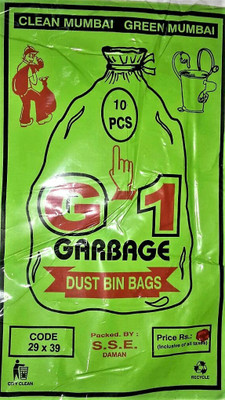 CLEAN MUMBAI GREEN MUMBAI
10
PCS
G-1
GARBAGE
DUST BIN BAGS
CODE
29 x 39
Packed. BY :
S.S.E.
DAMAN
Price Rs.:
(Inclusive of all taxes)
CITY CLEAN
RECYCLE